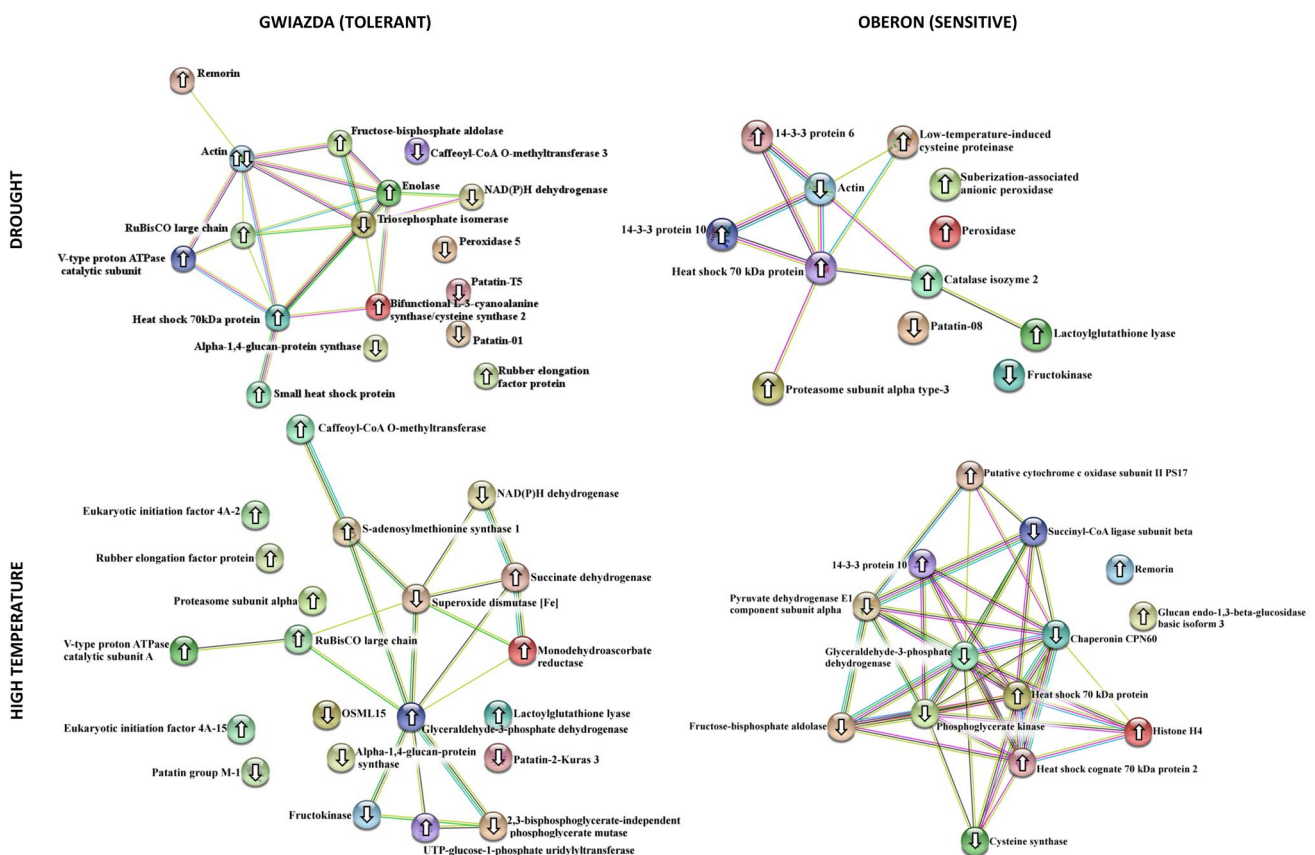 GWIAZDA (TOLERANT)
OBERON (SENSITIVE)
DROUGHT
Remorin
Fructose-bisphosphate aldolase
Actin
Caffeoyl-CoA O-methyltransferase 3
Enolase
NAD(P)H dehydrogenase
Triosephosphate isomerase
RuBisCO large chain
Peroxidase 5
V-type proton ATPase
catalytic subunit
Patatin-T5
Bifunctional L-3-cyanoalanine
synthase/cysteine synthase 2
Heat shock 70kDa protein
Patatin-01
Alpha-1,4-glucan-protein synthase
Rubber elongation
factor protein
Small heat shock protein
14-3-3 protein 6
Low-temperature-induced
cysteine proteinase
Suberization-associated
anionic peroxidase
Actin
14-3-3 protein 10
Peroxidase
Heat shock 70 kDa protein
Catalase isozyme 2
Patatin-08
Lactoylglutathione lyase
Fructokinase
Proteasome subunit alpha type-3
HIGH TEMPERATURE
Caffeoyl-CoA O-methyltransferase
NAD(P)H dehydrogenase
Eukaryotic initiation factor 4A-2
S-adenosylmethionine synthase 1
Rubber elongation factor protein
Succinate dehydrogenase
Proteasome subunit alpha
Superoxide dismutase [Fe]
V-type proton ATPase
catalytic subunit A
RuBisCO large chain
Monodehydroascorbate
reductase
OSML15
Lactoylglutathione lyase
Eukaryotic initiation factor 4A-15
Glyceraldehyde-3-phosphate dehydrogenase
Alpha-1,4-glucan-protein
synthase
Patatin-2-Kuras 3
Patatin group M-1
Fructokinase
2,3-bisphosphoglycerate-independent
phosphoglycerate mutase
UTP-glucose-1-phosphate uridylyltransferase
Putative cytochrome c oxidase subunit II PS17
Succinyl-CoA ligase subunit beta
14-3-3 protein 10
Remorin
Pyruvate dehydrogenase E1
component subunit alpha
Glucan endo-1,3-beta-glucosidase
basic isoform 3
Chaperonin CPN60
Glyceraldehyde-3-phosphate
dehydrogenase
Heat shock 70 kDa protein
Fructose-bisphosphate aldolase
Phosphoglycerate kinase
Histone H4
Heat shock cognate 70 kDa protein 2
Cysteine synthase